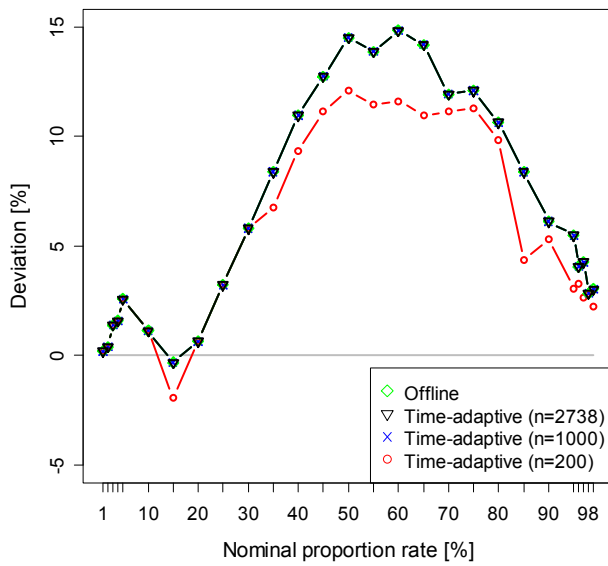 15
10
5
0
-5
Deviation [%]
Offline
Time-adaptive (n=2738)
Time-adaptive (n=1000)
Time-adaptive (n=200)
1 10 20 30 40 50 60 70 80 90 98
Nominal proportion rate [%]